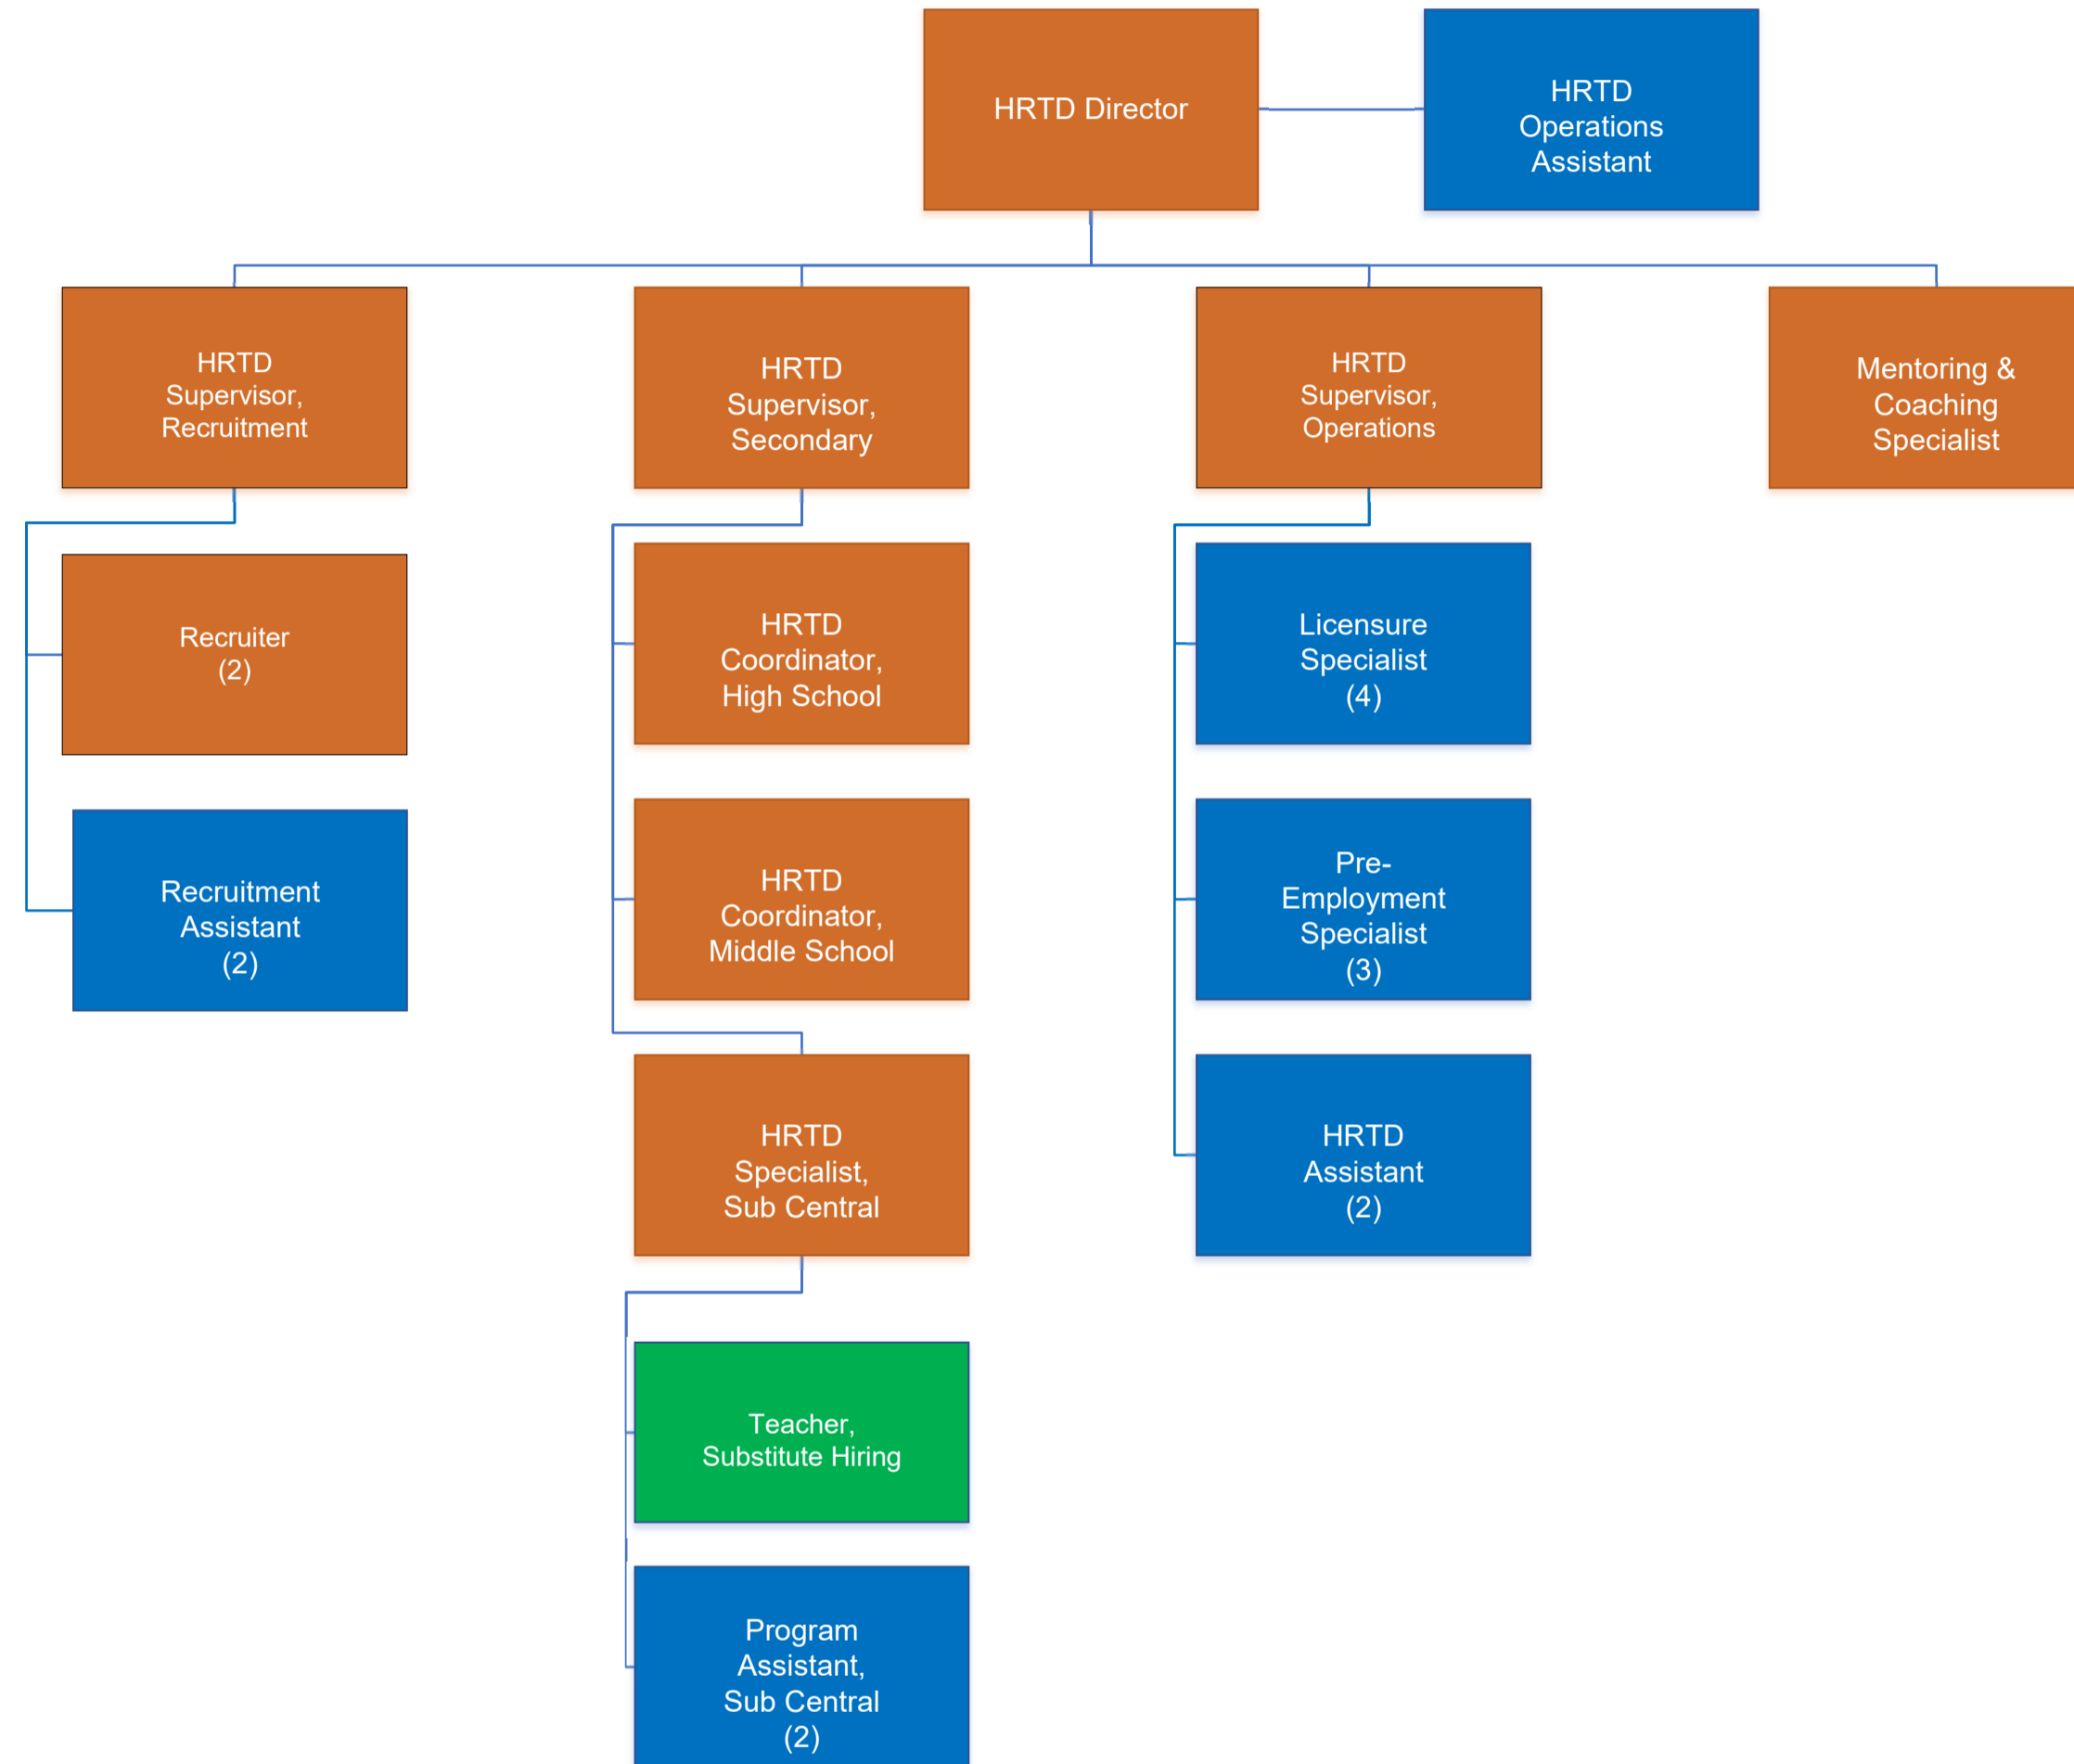 HRTD Director
HRTD
Operations
Assistant
HRTD
Supervisor,
Recruitment
HRTD
Supervisor,
Secondary
HRTD
Supervisor,
Operations
Mentoring &
Coaching
Specialist
Recruiter
(2)
HRTD
Coordinator,
High School
Licensure
Specialist
(4)
Recruitment
Assistant
(2)
HRTD
Coordinator,
Middle School
Pre-
Employment
Specialist
(3)
HRTD
Specialist,
Sub Central
HRTD
Assistant
(2)
Teacher,
Substitute Hiring
Program
Assistant,
Sub Central
(2)